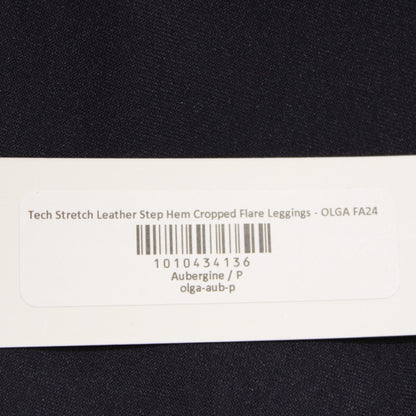 Tech Stretch Leather Step Hem Cropped Flare Leggings - OLGA FA24
1010434136
Aubergine / P
olga-aub-p